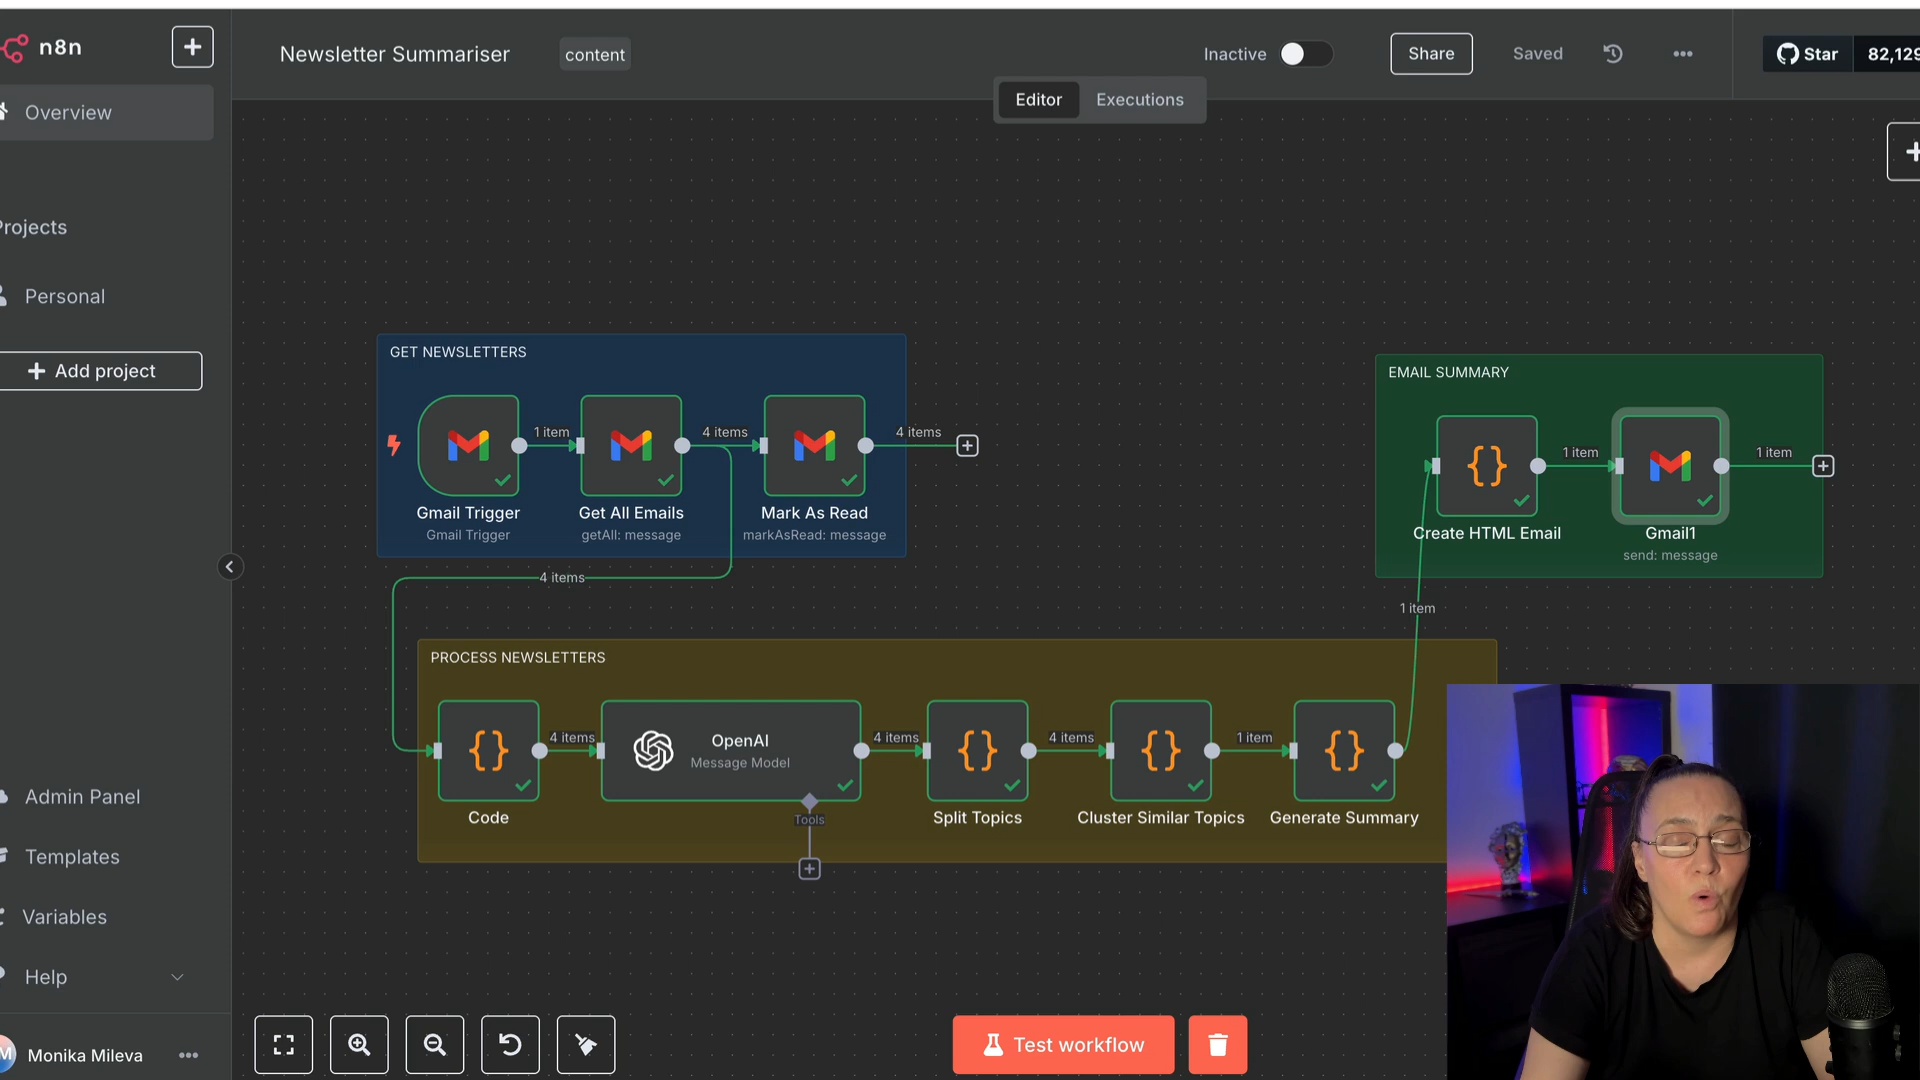 n8n
Newsletter Summariser
content
Inactive
Share
Saved
Star
82,129
Editor
Executions
Overview
Projects
Personal
Add project
GET NEWSLETTERS
1 item
4 items
4 items
Gmail Trigger
Gmail Trigger
Get All Emails
getAll: message
Mark As Read
markAsRead: message
4 items
EMAIL SUMMARY
1 item
1 item
Create HTML Email
Gmail1
send: message
1 item
PROCESS NEWSLETTERS
4 items
OpenAI
Message Model
4 items
4 items
1 item
Code
Tools
Split Topics
Cluster Similar Topics
Generate Summary
Admin Panel
Templates
Variables
Help
M
Monika Mileva
Test workflow